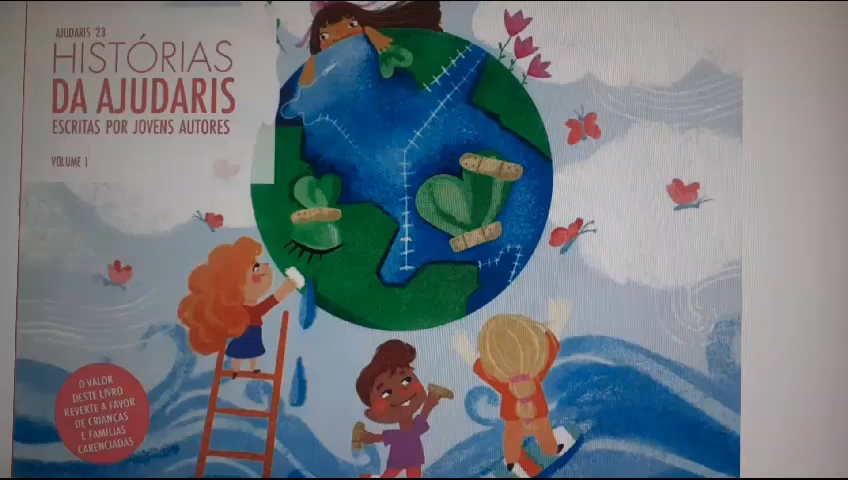 AJUDARIS '23
HISTÓRIAS
DA AJUDARIS
ESCRITAS POR JOVENS AUTORES
VOLUME 1
O VALOR
DESTE LIVRO
REVERTE A FAVOR
DE CRIANÇAS
E FAMÍLIAS
CARENCIADAS